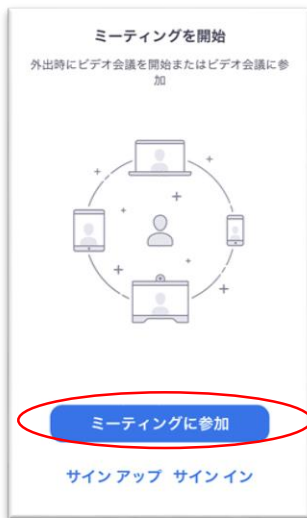 ミーティングを開始
外出時にビデオ会議を開始またはビデオ会議に参
加
ミーティングに参加
サイン アップ サイン イン